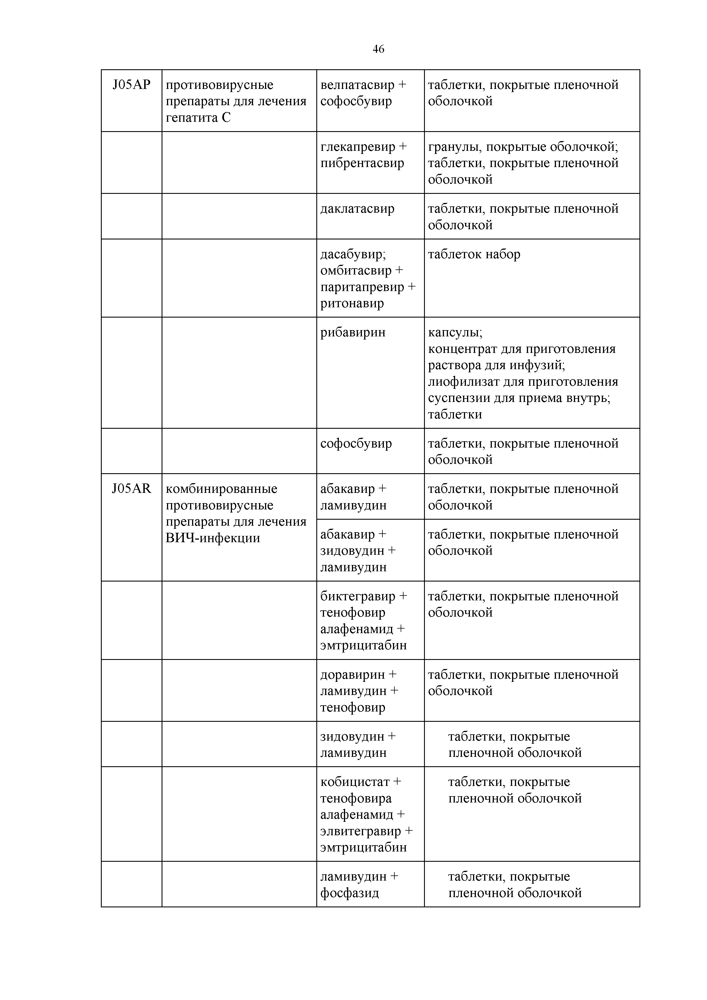 46
J05AP
противовирусные
препараты для лечения
гепатита С
велпатасвир +
софосбувир
таблетки, покрытые пленочной
оболочкой
глекапревир +
пибрентасвир
гранулы, покрытые оболочкой;
таблетки, покрытые пленочной
оболочкой
даклатасвир
таблетки, покрытые пленочной
оболочкой
дасабувир;
омбитасвир +
паритапревир +
ритонавир
таблеток набор
рибавирин
капсулы;
концентрат для приготовления
раствора для инфузий;
лиофилизат для приготовления
суспензии для приема внутрь;
таблетки
софосбувир
таблетки, покрытые пленочной
оболочкой
J05AR
комбинированные
противовирусные
препараты для лечения
ВИЧ-инфекции
абакавир +
ламивудин
таблетки, покрытые пленочной
оболочкой
абакавир +
зидовудин +
ламивудин
таблетки, покрытые пленочной
оболочкой
биктегравир +
тенофовир
алафенамид +
эмтрицитабин
таблетки, покрытые пленочной
оболочкой
доравирин +
ламивудин +
тенофовир
таблетки, покрытые пленочной
оболочкой
зидовудин +
ламивудин
таблетки, покрытые
пленочной оболочкой
кобицистат +
тенофовира
алафенамид +
элвитегравир +
эмтрицитабин
таблетки, покрытые
пленочной оболочкой
ламивудин +
фосфазид
таблетки, покрытые
пленочной оболочкой